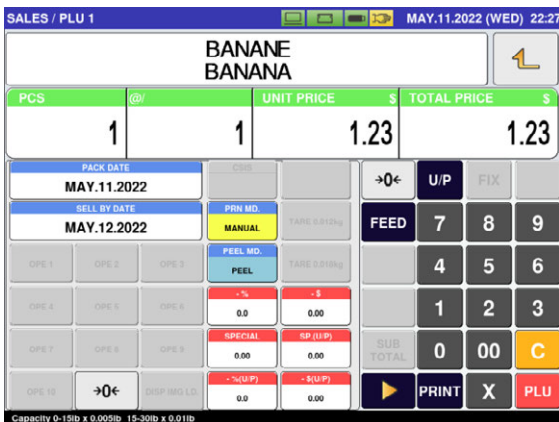 SALES / PLU 1 MAY.11.2022 (WED) 22:27
BANANE
BANANA
PCS @/ UNIT PRICE $ TOTAL PRICE $
1 1 1.23 1.23
PACK DATE CSIS →0← U/P FIX
MAY.11.2022
SELL BY DATE PRN MD. TARE 0.012kg FEED 7 8 9
MAY.12.2022 MANUAL
OPE 1 OPE 2 OPE 3 PEEL MD. TARE 0.018kg 4 5 6
PEEL
OPE 4 OPE 5 OPE 6 - % - $ 1 2 3
0.0 0.00
OPE 7 OPE 8 OPE 9 SPECIAL SP (U/P) SUB TOTAL 0 00 C
0.00 0.00
OPE 10 →0← DISP IMG LD. - %(U/P) - $(U/P) PRINT X PLU
0.0 0.00
Capacity 0-15lb x 0.005lb 15-30lb x 0.01lb